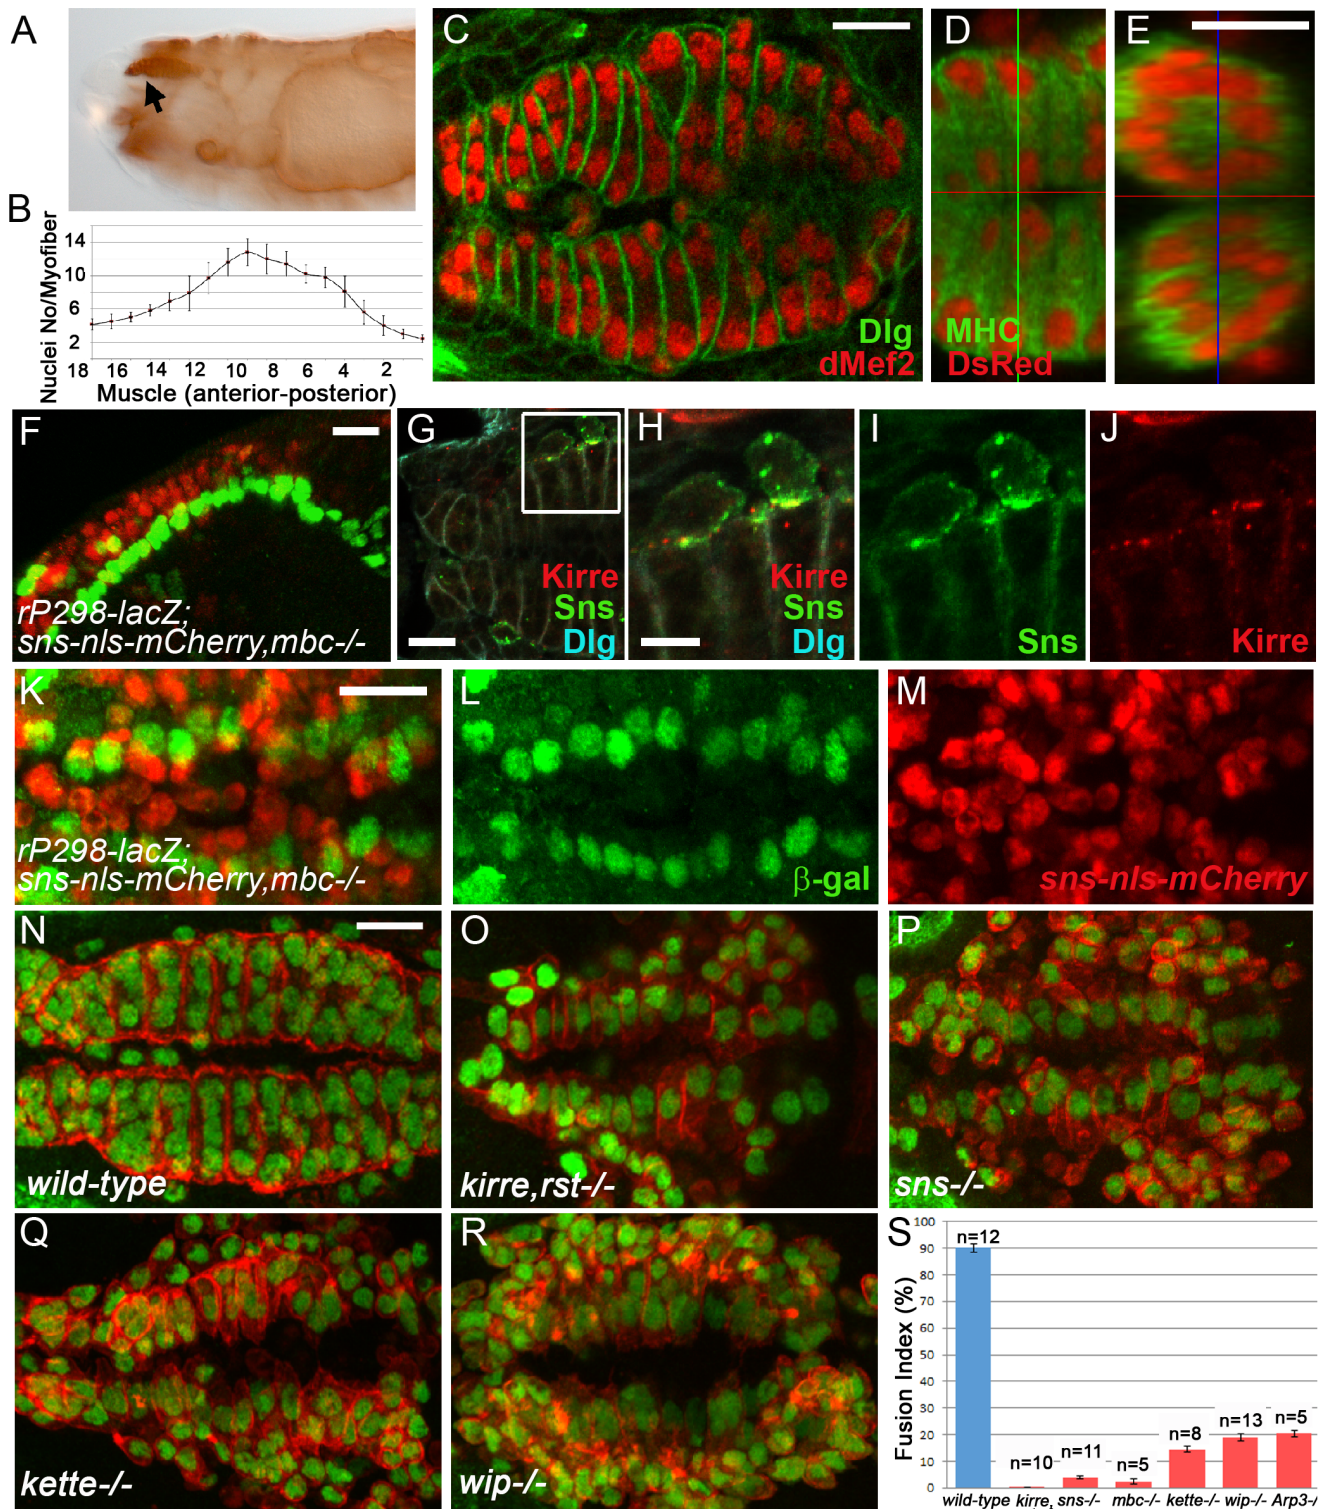 A
B
14
10
6
2
Nuclei No/Myofiber
18 16 14 12 10 8 6 4 2
Muscle (anterior-posterior)
C
Dlg
dMef2
D
MHC
DsRed
E
F
rP298-lacZ;
sns-nls-mCherry,mbc-/-
G
Kirre
Sns
Dlg
H
Kirre
Sns
Dlg
I
Sns
J
Kirre
K
rP298-lacZ;
sns-nls-mCherry,mbc-/-
L
β-gal
M
sns-nls-mCherry
N
wild-type
O
kirre,rst-/-
P
sns-/-
Q
kette-/-
R
wip-/-
S
Fusion Index (%)
100
90
80
70
60
50
40
30
20
10
0
n=12
n=10
n=11
n=5
n=8
n=13
n=5
wild-type kirre, sns-/- mbc-/- kette-/- wip-/- Arp3-/